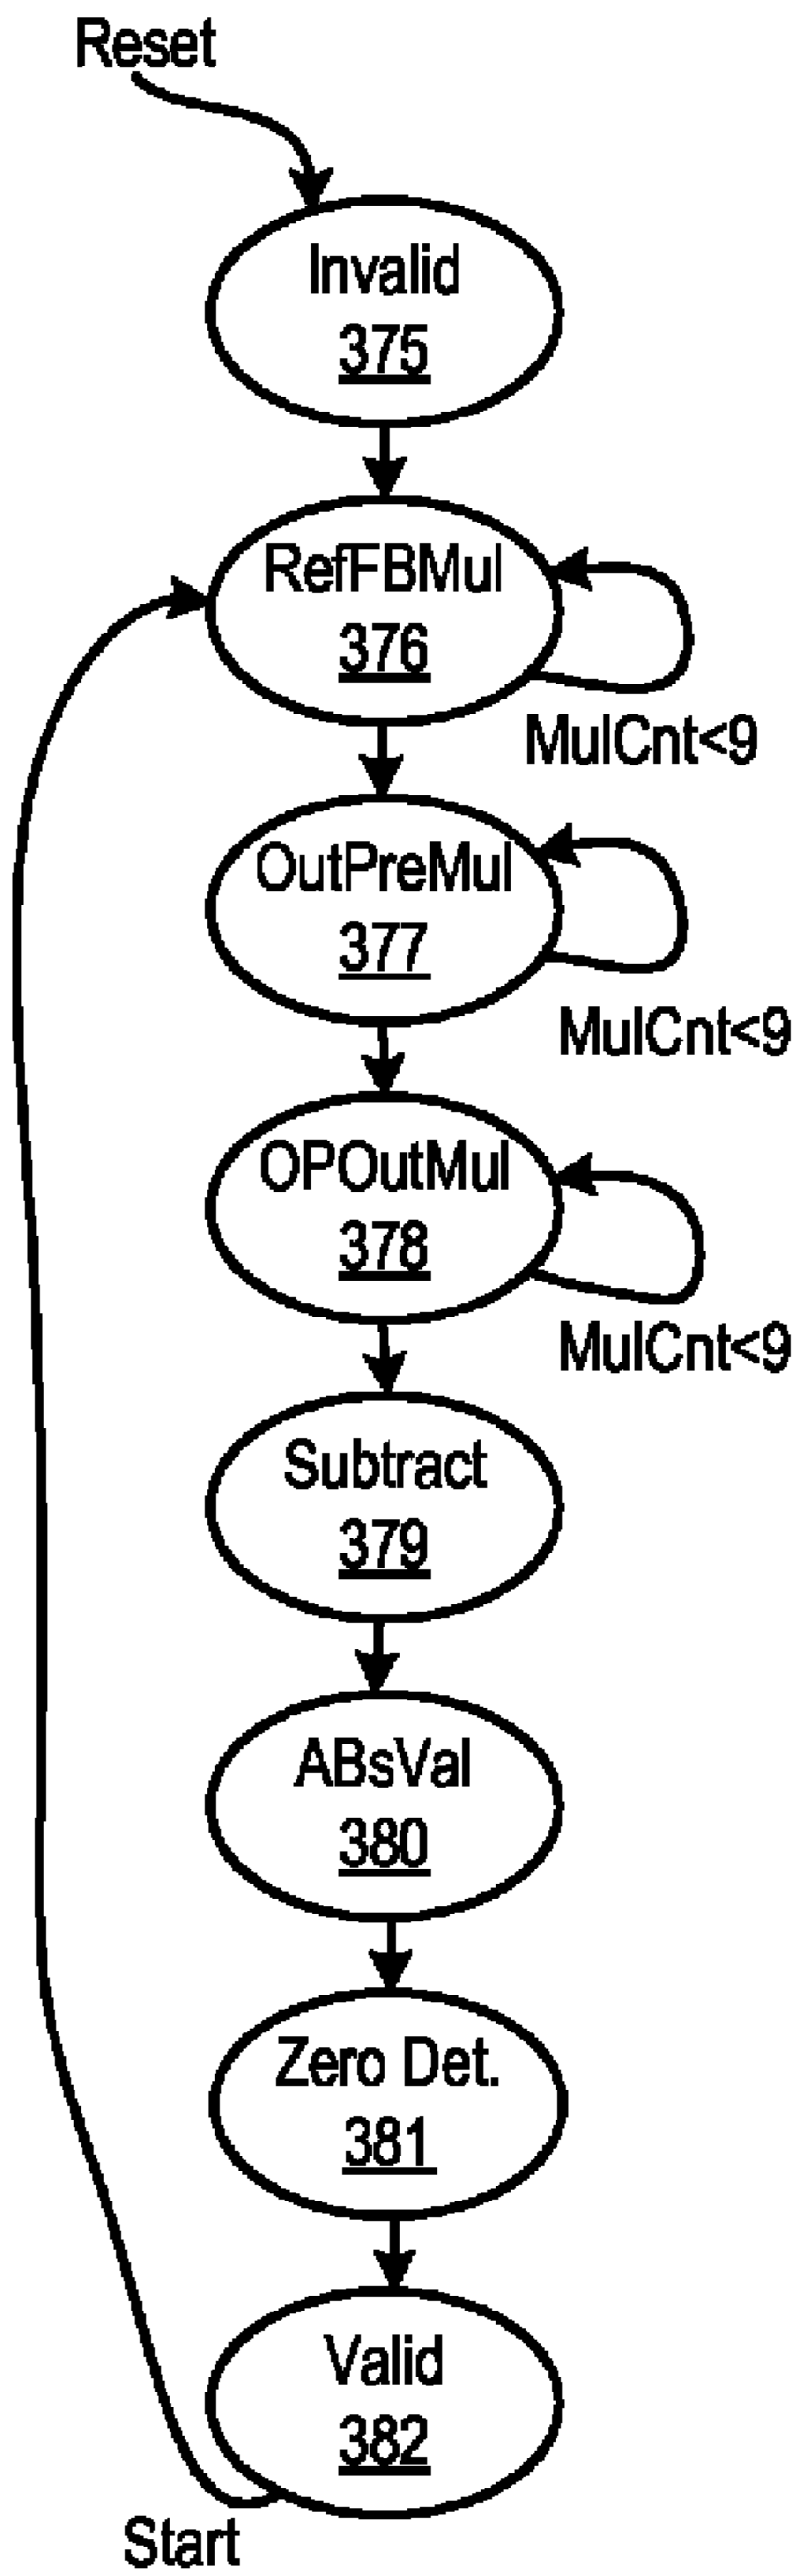 Reset
Invalid
375
RefFBMul
376
MulCnt<9
OutPreMul
377
MulCnt<9
OPOutMul
378
MulCnt<9
Subtract
379
ABsVal
380
Zero Det.
381
Valid
382
Start